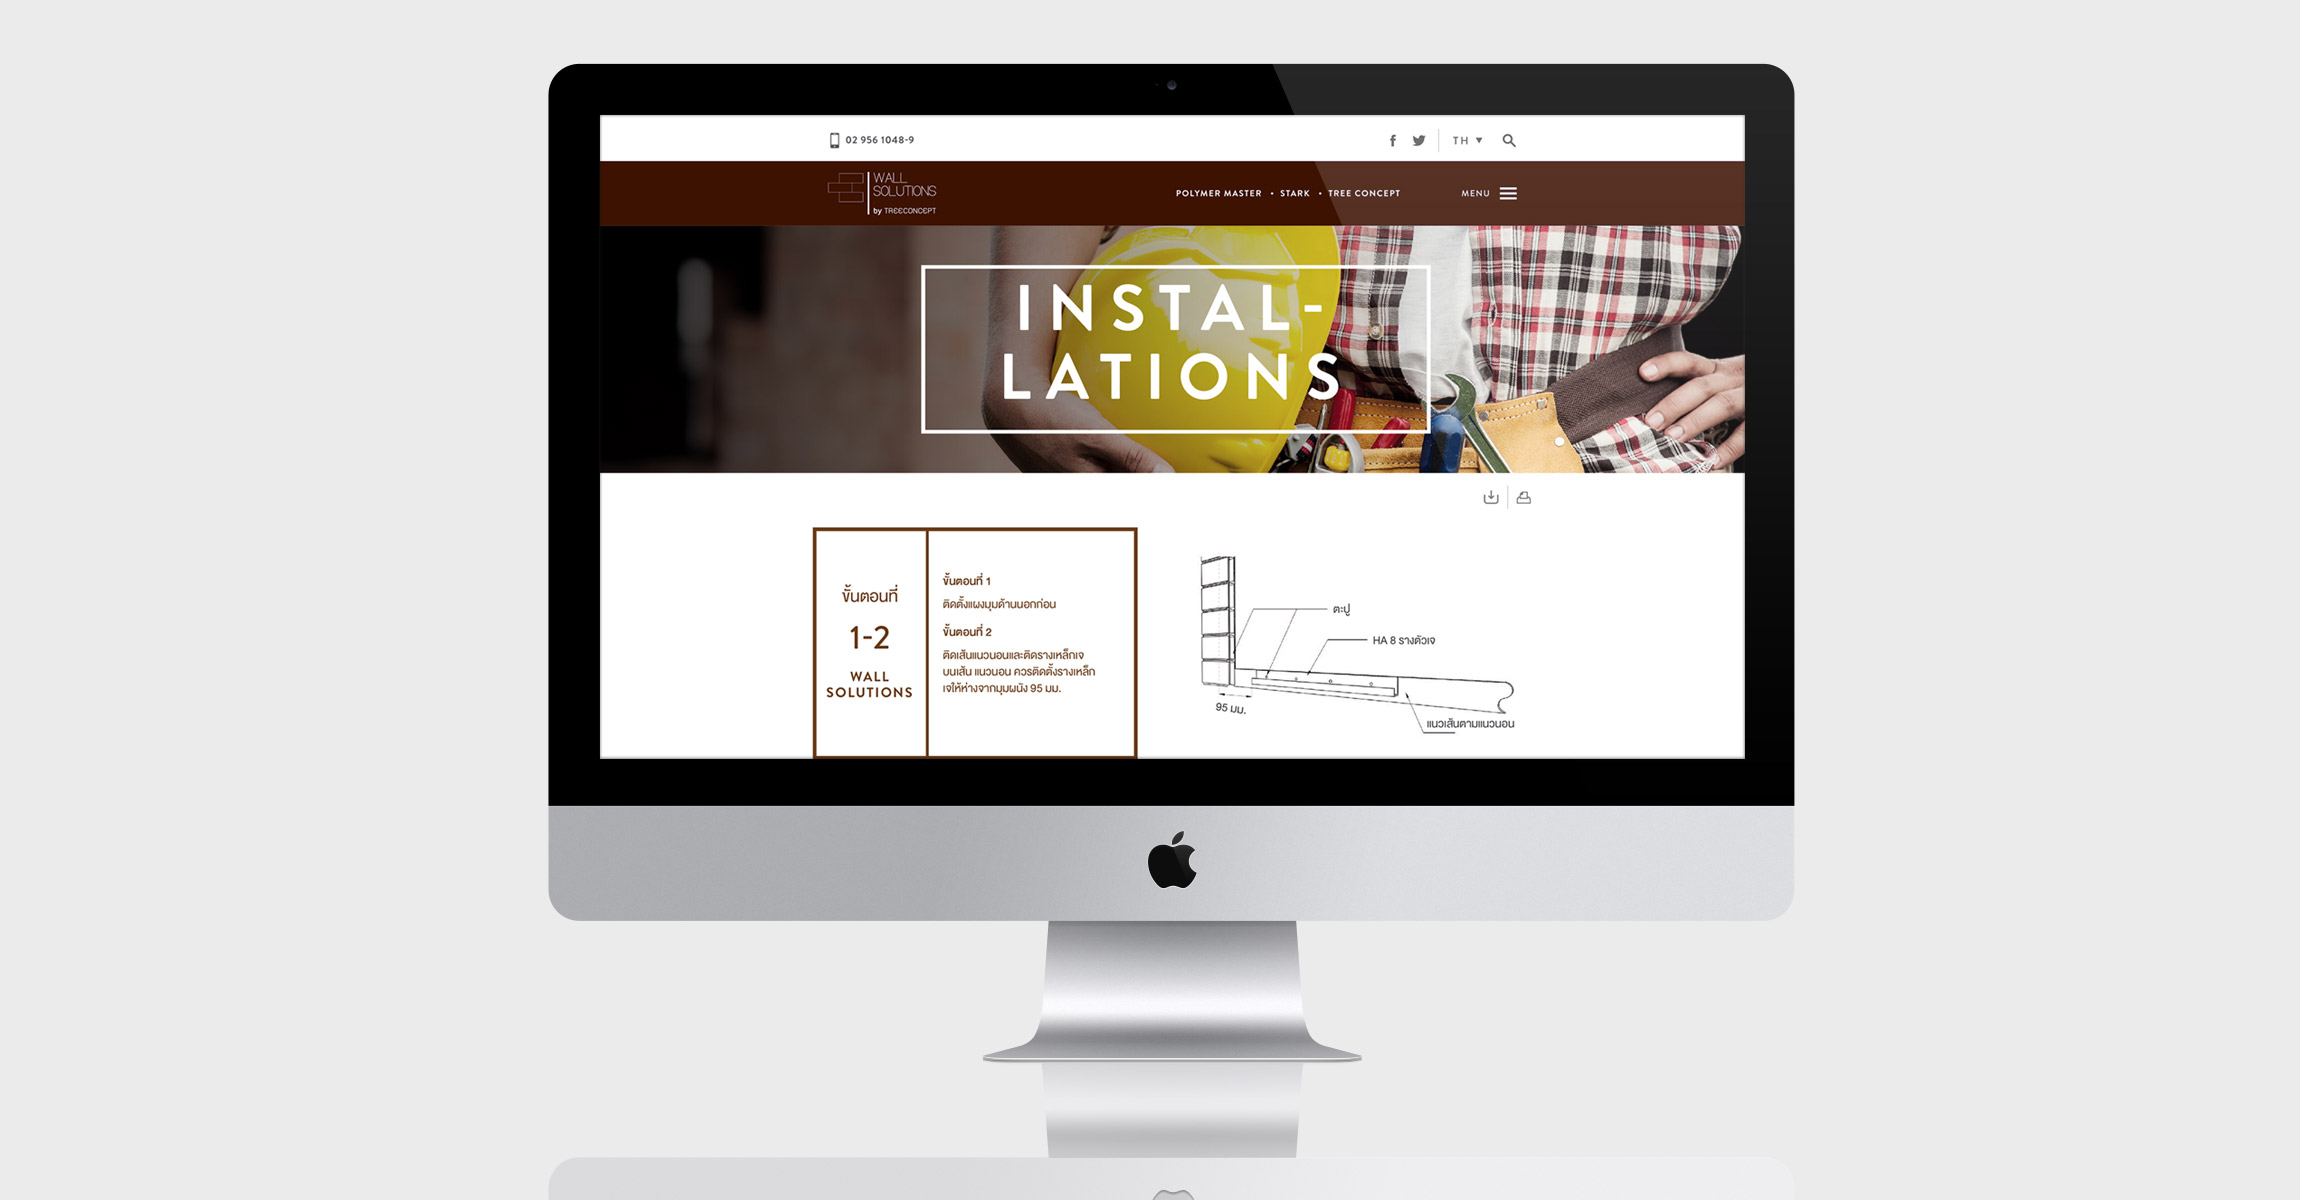 02 956 1048-9
TH
WALL
SOLUTIONS
by TREECONCEPT
POLYMER MASTER • STARK • TREE CONCEPT
MENU
INSTAL-
LATIONS
ขั้นตอนที่
1-2
WALL
SOLUTIONS
ขั้นตอนที่ 1
ติดตั้งแผงมุมด้านนอกก่อน
ขั้นตอนที่ 2
ติดเส้นแนวนอนและติดรางเหล็กเจ
บนเส้น แนวนอน ควรติดตั้งรางเหล็ก
เจให้ห่างจากมุมผนัง 95 มม.
ตะปู
HA 8 รางตัวเจ
95 มม.
แนวเส้นตามแนวนอน